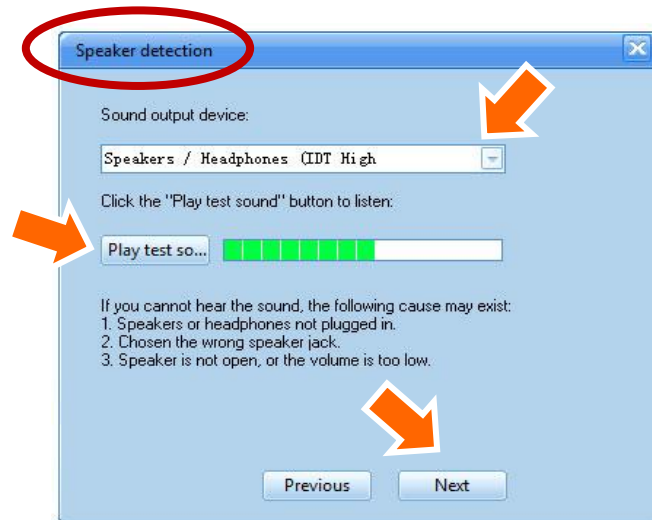 Speaker detection
Sound output device:
Speakers / Headphones (IDT High
Click the "Play test sound" button to listen:
Play test so...
If you cannot hear the sound, the following cause may exist:
1. Speakers or headphones not plugged in.
2. Chosen the wrong speaker jack.
3. Speaker is not open, or the volume is too low.
Previous
Next